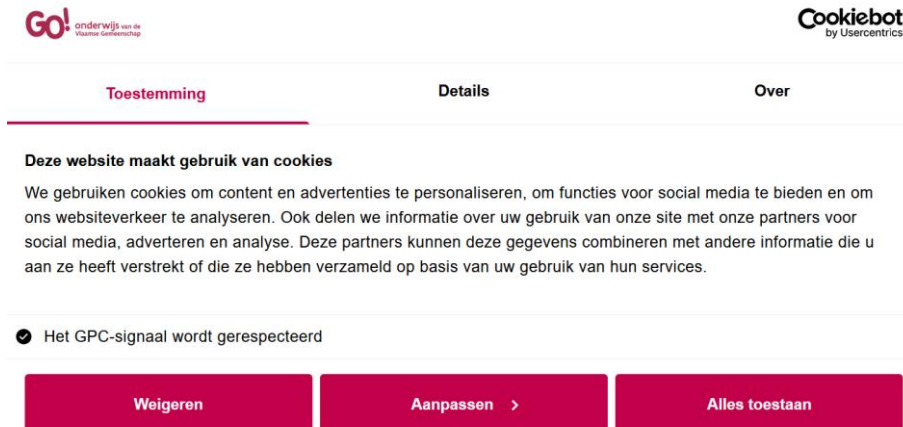 GO! onderwijs van de
Vlaamse Gemeenschap
Cookiebot
by Usercentrics
Toestemming
Details
Over
Deze website maakt gebruik van cookies
We gebruiken cookies om content en advertenties te personaliseren, om functies voor social media te bieden en om
ons websiteverkeer te analyseren. Ook delen we informatie over uw gebruik van onze site met onze partners voor
social media, adverteren en analyse. Deze partners kunnen deze gegevens combineren met andere informatie die u
aan ze heeft verstrekt of die ze hebben verzameld op basis van uw gebruik van hun services.
Het GPC-signaal wordt gerespecteerd
Weigeren
Aanpassen
Alles toestaan